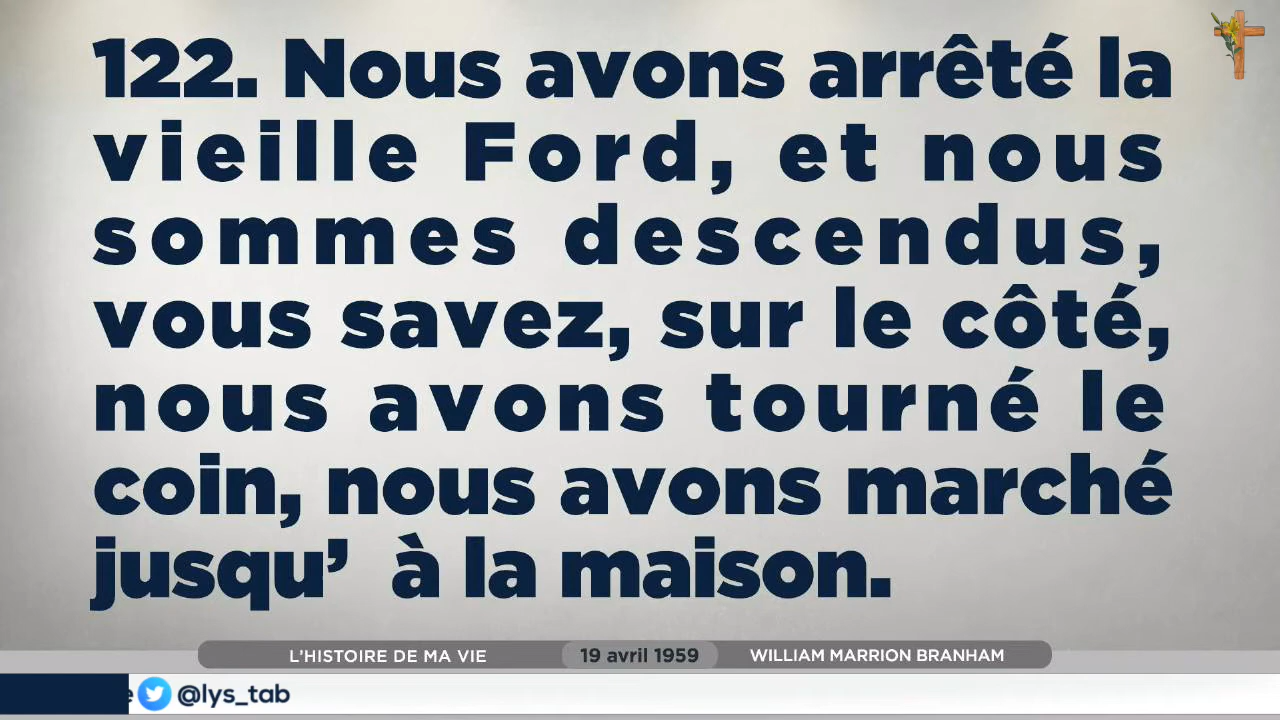 122. Nous avons arrêté la
vieille Ford, et nous
sommes descendus,
vous savez, sur le côté,
nous avons tourné le
coin, nous avons marché
jusqu’ à la maison.
L’HISTOIRE DE MA VIE 19 avril 1959 WILLIAM MARRION BRANHAM
e @lys_tab